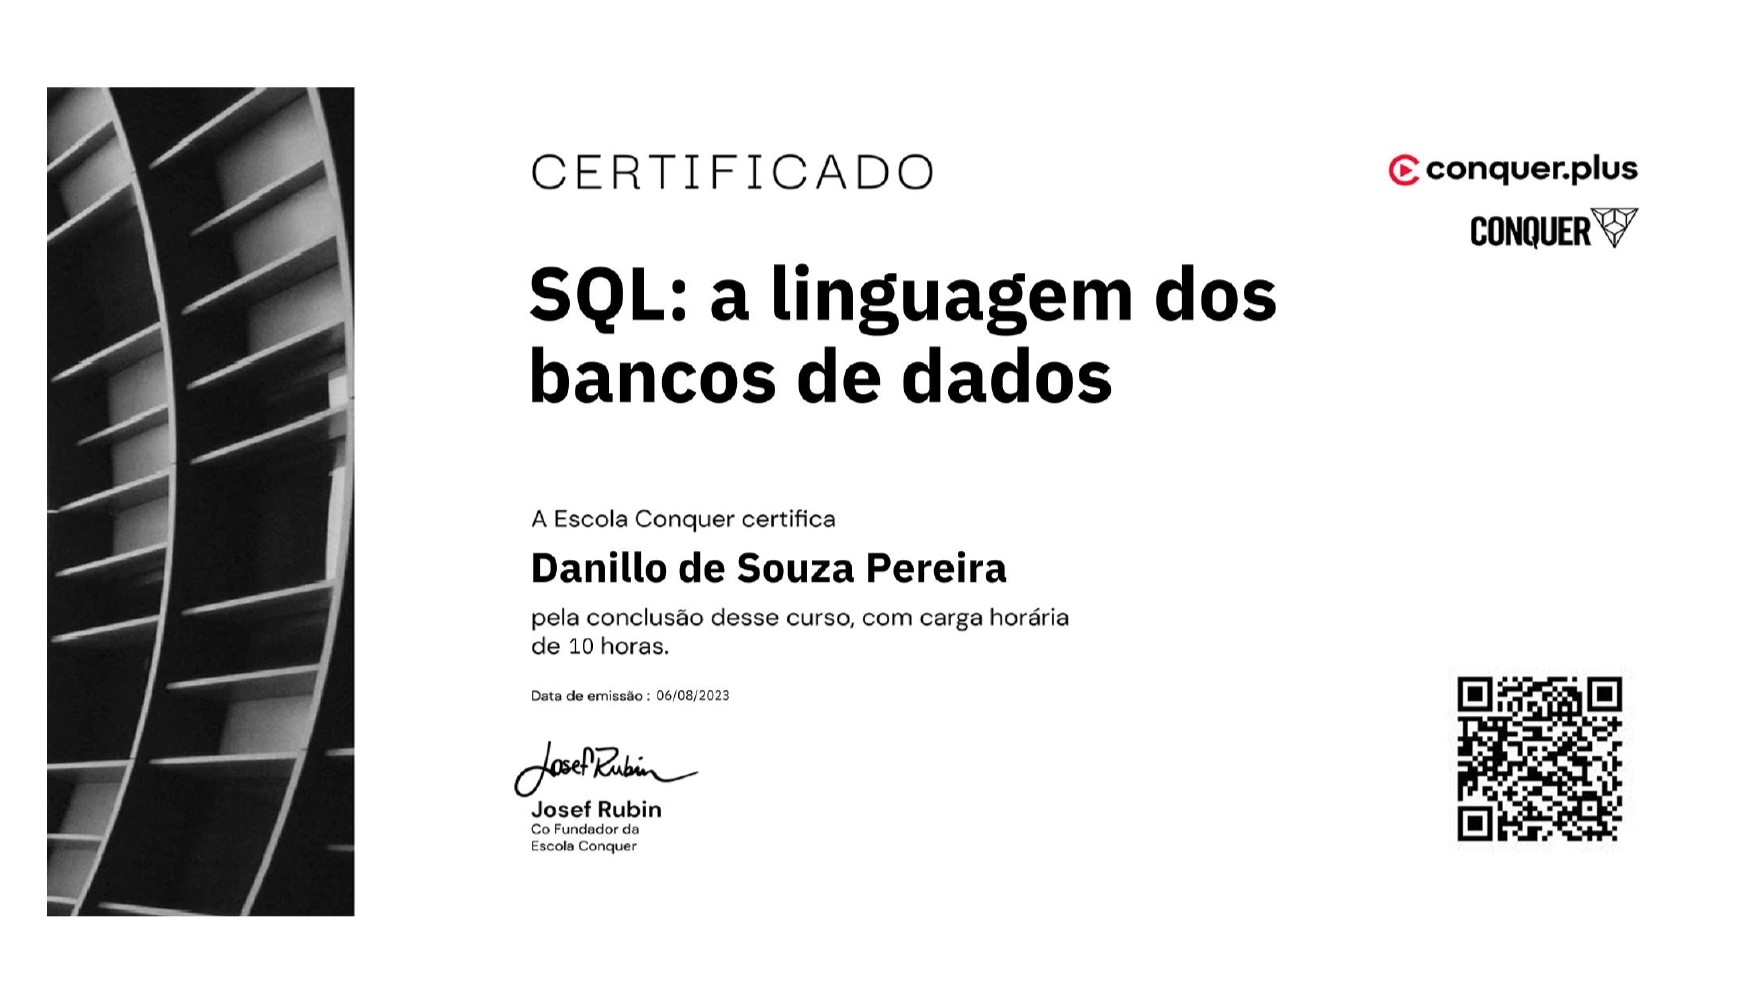 CERTIFICADO
conquer.plus
CONQUER
SQL: a linguagem dos
bancos de dados
A Escola Conquer certifica
Danillo de Souza Pereira
pela conclusão desse curso, com carga horária
de 10 horas.
Data de emissão : 06/08/2023
Josef Rubin
Josef Rubin
Co Fundador da
Escola Conquer